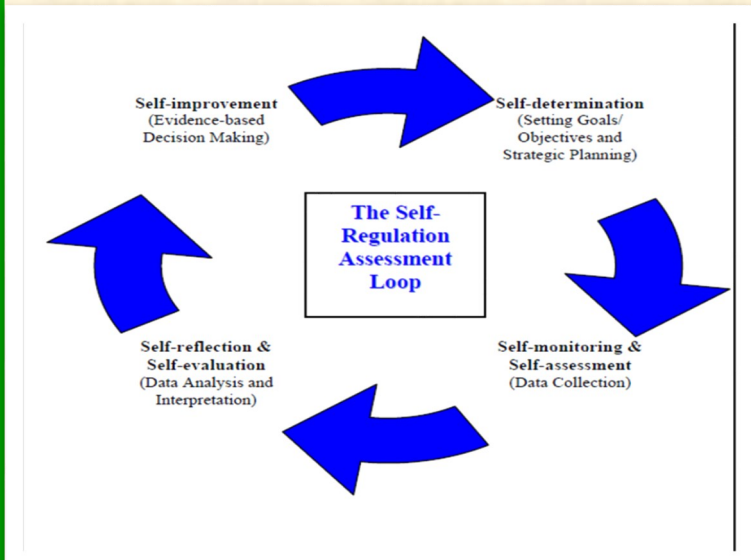 Self-improvement
(Evidence-based
Decision Making)
Self-determination
(Setting Goals/
Objectives and
Strategic Planning)
The Self-
Regulation
Assessment
Loop
Self-reflection &
Self-evaluation
(Data Analysis and
Interpretation)
Self-monitoring &
Self-assessment
(Data Collection)